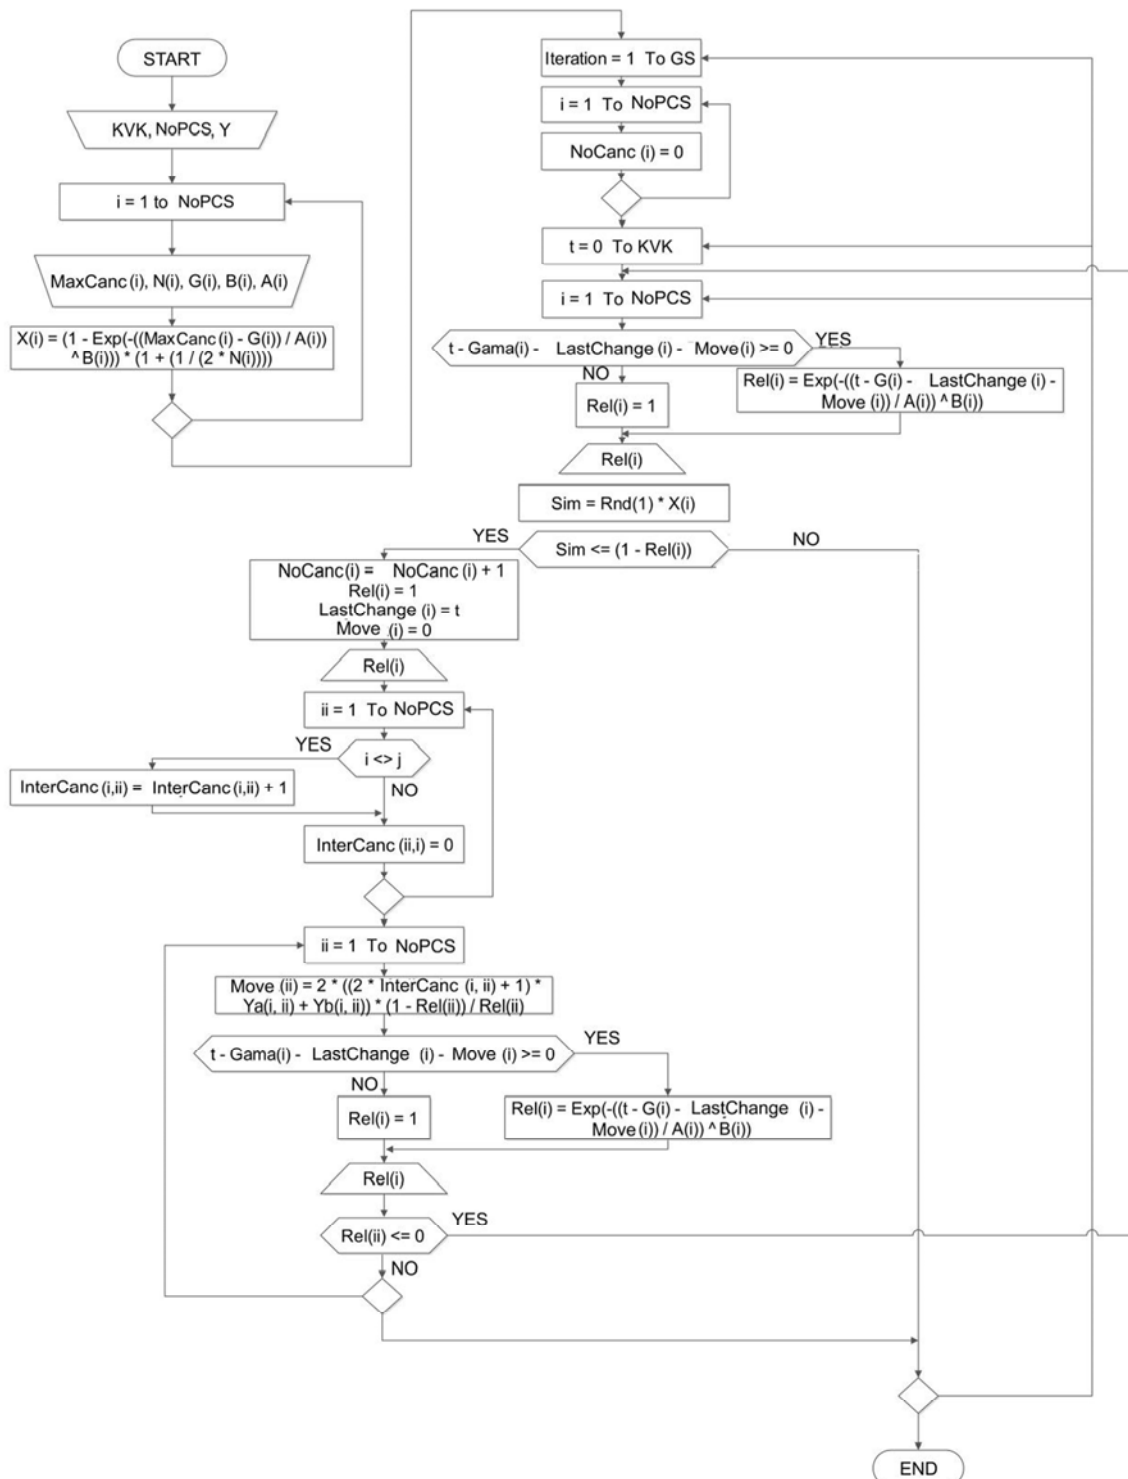 START
KVK, NoPCS, Y
i = 1 to NoPCS
MaxCanc(i), N(i), G(i), B(i), A(i)
X(i) = (1 - Exp(-((MaxCanc(i) - G(i)) / A(i))
^B(i))) * (1 + (1 / (2 * N(i))))
Iteration = 1 To GS
i = 1 To NoPCS
NoCanc(i) = 0
t = 0 To KVK
i = 1 To NoPCS
t - Gama(i) - LastChange(i) - Move(i) >= 0
YES
NO
Rel(i) = Exp(-((t - G(i) - LastChange(i) -
Move(i)) / A(i)) ^B(i))
Rel(i) = 1
Rel(i)
Sim = Rnd(1) * X(i)
YES
Sim <= (1 - Rel(i))
NO
NoCanc(i) = NoCanc(i) + 1
Rel(i) = 1
LastChange(i) = t
Move(i) = 0
Rel(i)
ii = 1 To NoPCS
YES
i <> j
InterCanc(i,ii) = InterCanc(i,ii) + 1
NO
InterCanc(ii,i) = 0
ii = 1 To NoPCS
Move(ii) = 2 * ((2 * InterCanc(i, ii) + 1) *
Ya(i, ii) + Yb(i, ii)) * (1 - Rel(ii)) / Rel(ii)
t - Gama(i) - LastChange (i) - Move (i) >= 0
YES
NO
Rel(i) = 1
Rel(i) = Exp(-((t - G(i) - LastChange (i) -
Move(i)) / A(i)) ^B(i))
Rel(i)
Rel(ii) <= 0
YES
NO
END